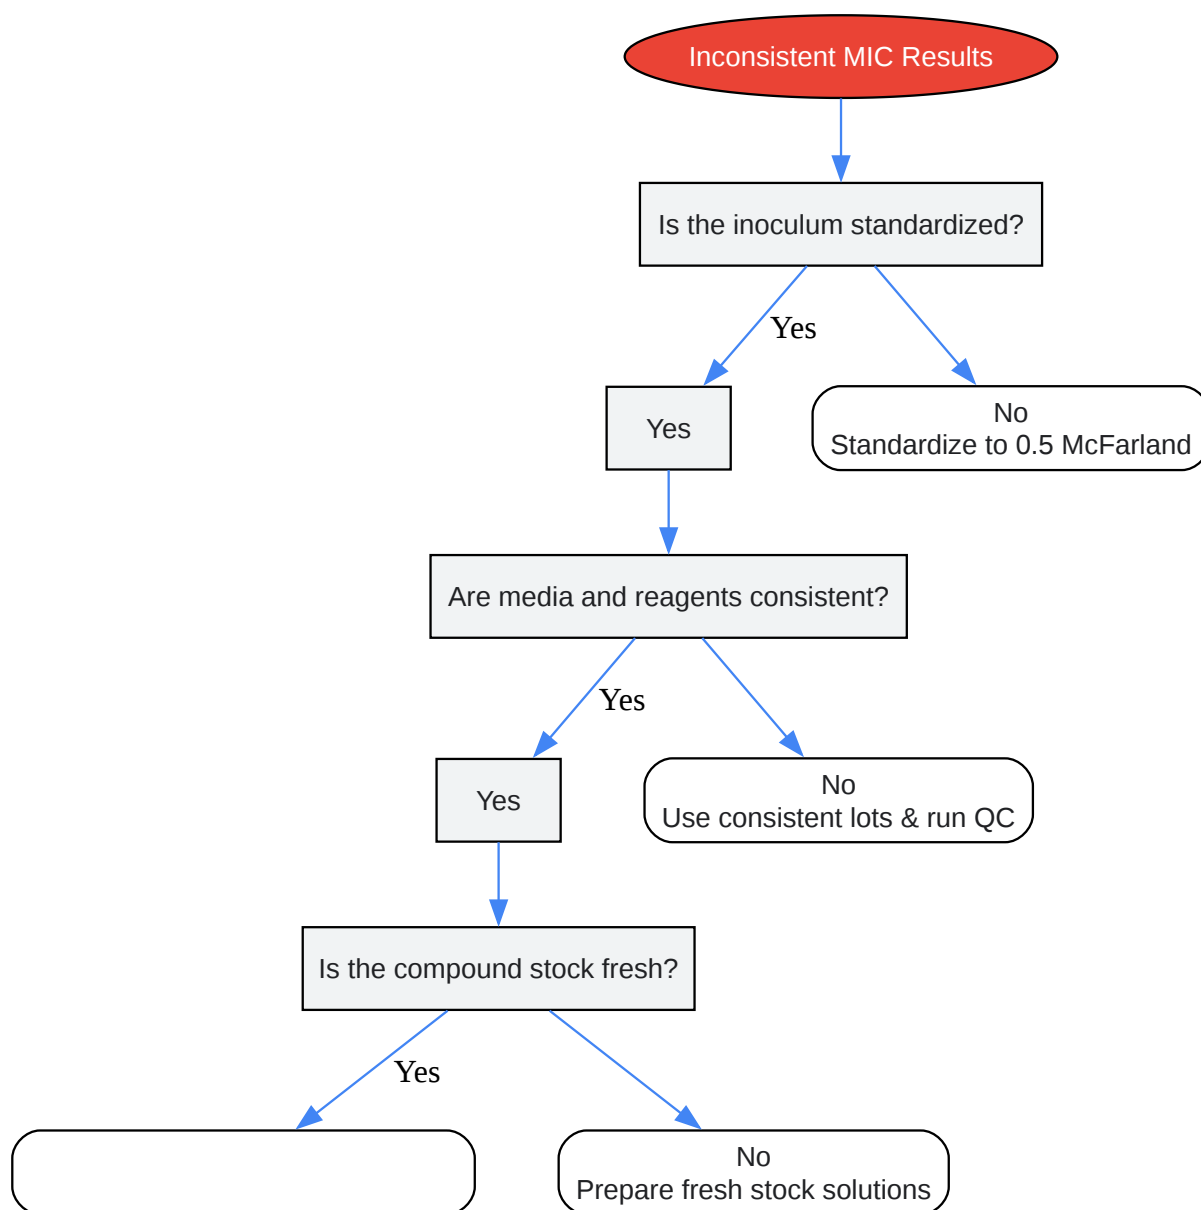 Inconsistent MIC Results
Is the inoculum standardized?
Yes
Yes
No
Standardize to 0.5 McFarland
Are media and reagents consistent?
Yes
Yes
No
Use consistent lots & run QC
Is the compound stock fresh?
Yes
No
Prepare fresh stock solutions